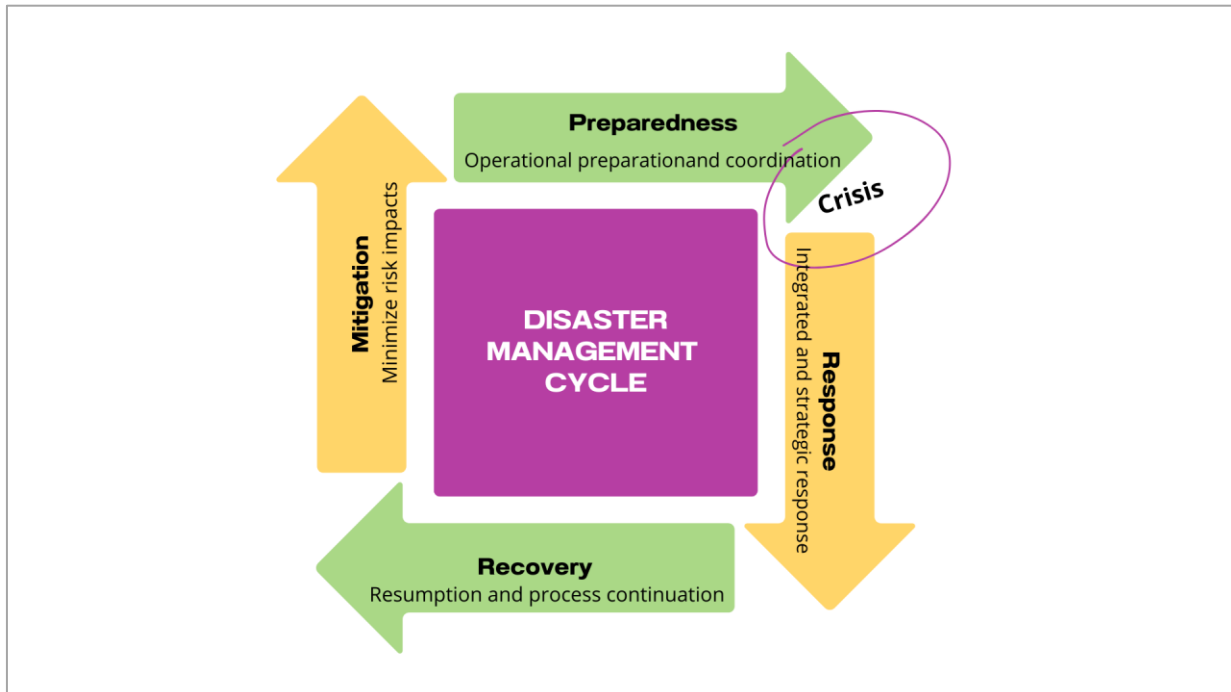 Preparedness
Operational preparationand coordination
Crisis
Mitigation
Minimize risk impacts
DISASTER
MANAGEMENT
CYCLE
Response
Integrated and strategic response
Recovery
Resumption and process continuation